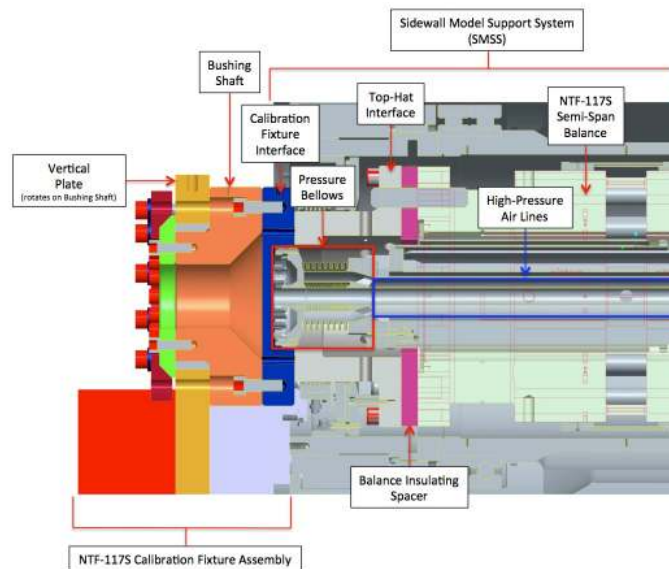 Sidewall Model Support System
(SMSS)
Bushing
Shaft
Top-Hat
Interface
NTF-117S
Semi-Span
Balance
Calibration
Fixture
Interface
Vertical
Plate
(rotates on Bushing Shaft)
Pressure
Bellows
High-Pressure
Air Lines
Balance Insulating
Spacer
NTF-117S Calibration Fixture Assembly